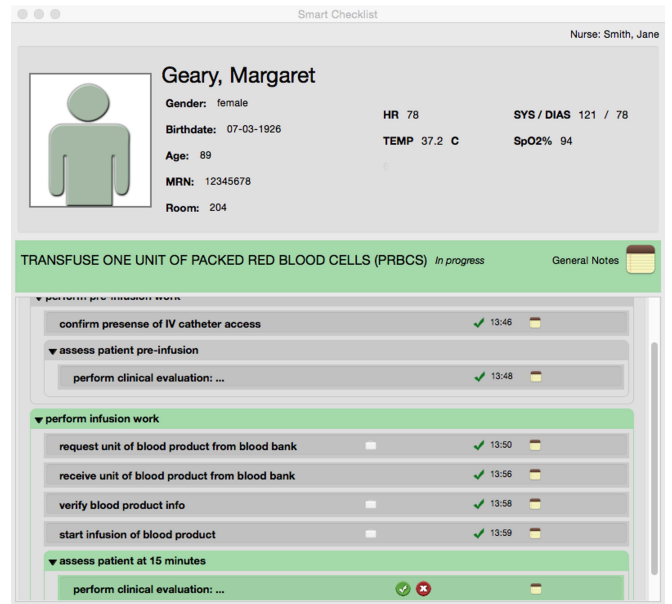 Smart Checklist
Nurse: Smith, Jane
Geary, Margaret
Gender: female
Birthdate: 07-03-1926
Age: 89
MRN: 12345678
Room: 204
HR 78
SYS / DIAS 121 / 78
TEMP 37.2 C
SpO2% 94
TRANSFUSE ONE UNIT OF PACKED RED BLOOD CELLS (PRBCS) In progress
General Notes
perform pre-infusion work
confirm presense of IV catheter access 13:46
assess patient pre-infusion
perform clinical evaluation: ... 13:48
perform infusion work
request unit of blood product from blood bank 13:50
receive unit of blood product from blood bank 13:56
verify blood product info 13:58
start infusion of blood product 13:59
assess patient at 15 minutes
perform clinical evaluation: ...